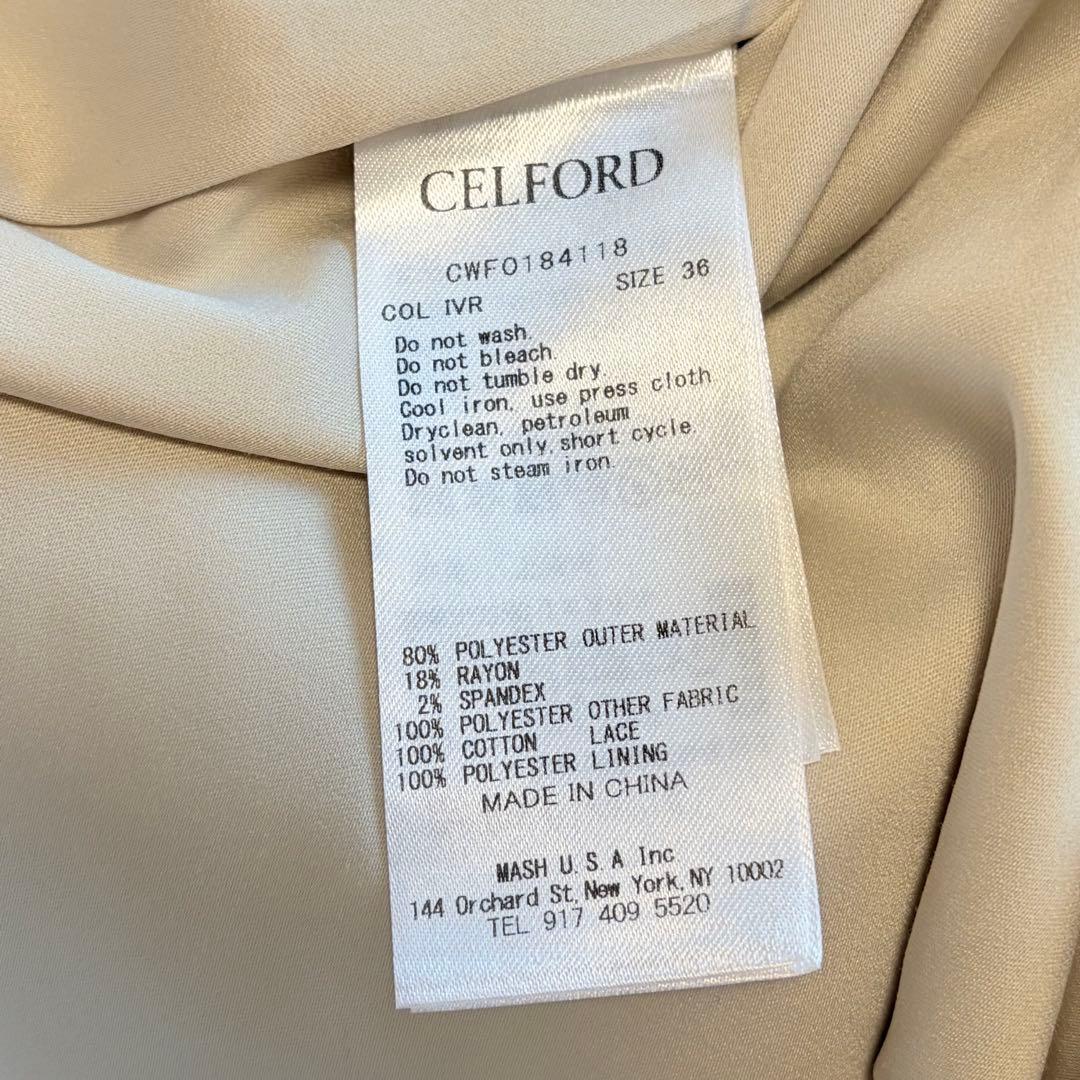 CELFORD
CWFO184118
COL IVR SIZE 36
Do not wash.
Do not bleach.
Do not tumble dry.
Cool iron, use press cloth.
Dryclean, petroleum
solvent only, short cycle.
Do not steam iron.
80% POLYESTER OUTER MATERIAL
18% RAYON
2% SPANDEX
100% POLYESTER OTHER FABRIC
100% COTTON LACE
100% POLYESTER LINING
MADE IN CHINA
MASH U.S.A Inc
144 Orchard St, New York, NY 10002
TEL 917 409 5520